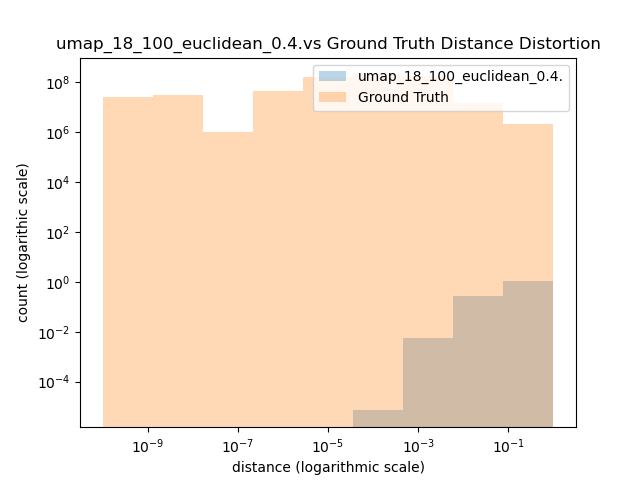 umap_18_100_euclidean_0.4.vs Ground Truth Distance Distortion
umap_18_100_euclidean_0.4.
Ground Truth
count (logarithic scale)
10^8
10^6
10^4
10^2
10^0
10^-2
10^-4
10^-9
10^-7
10^-5
10^-3
10^-1
distance (logarithmic scale)